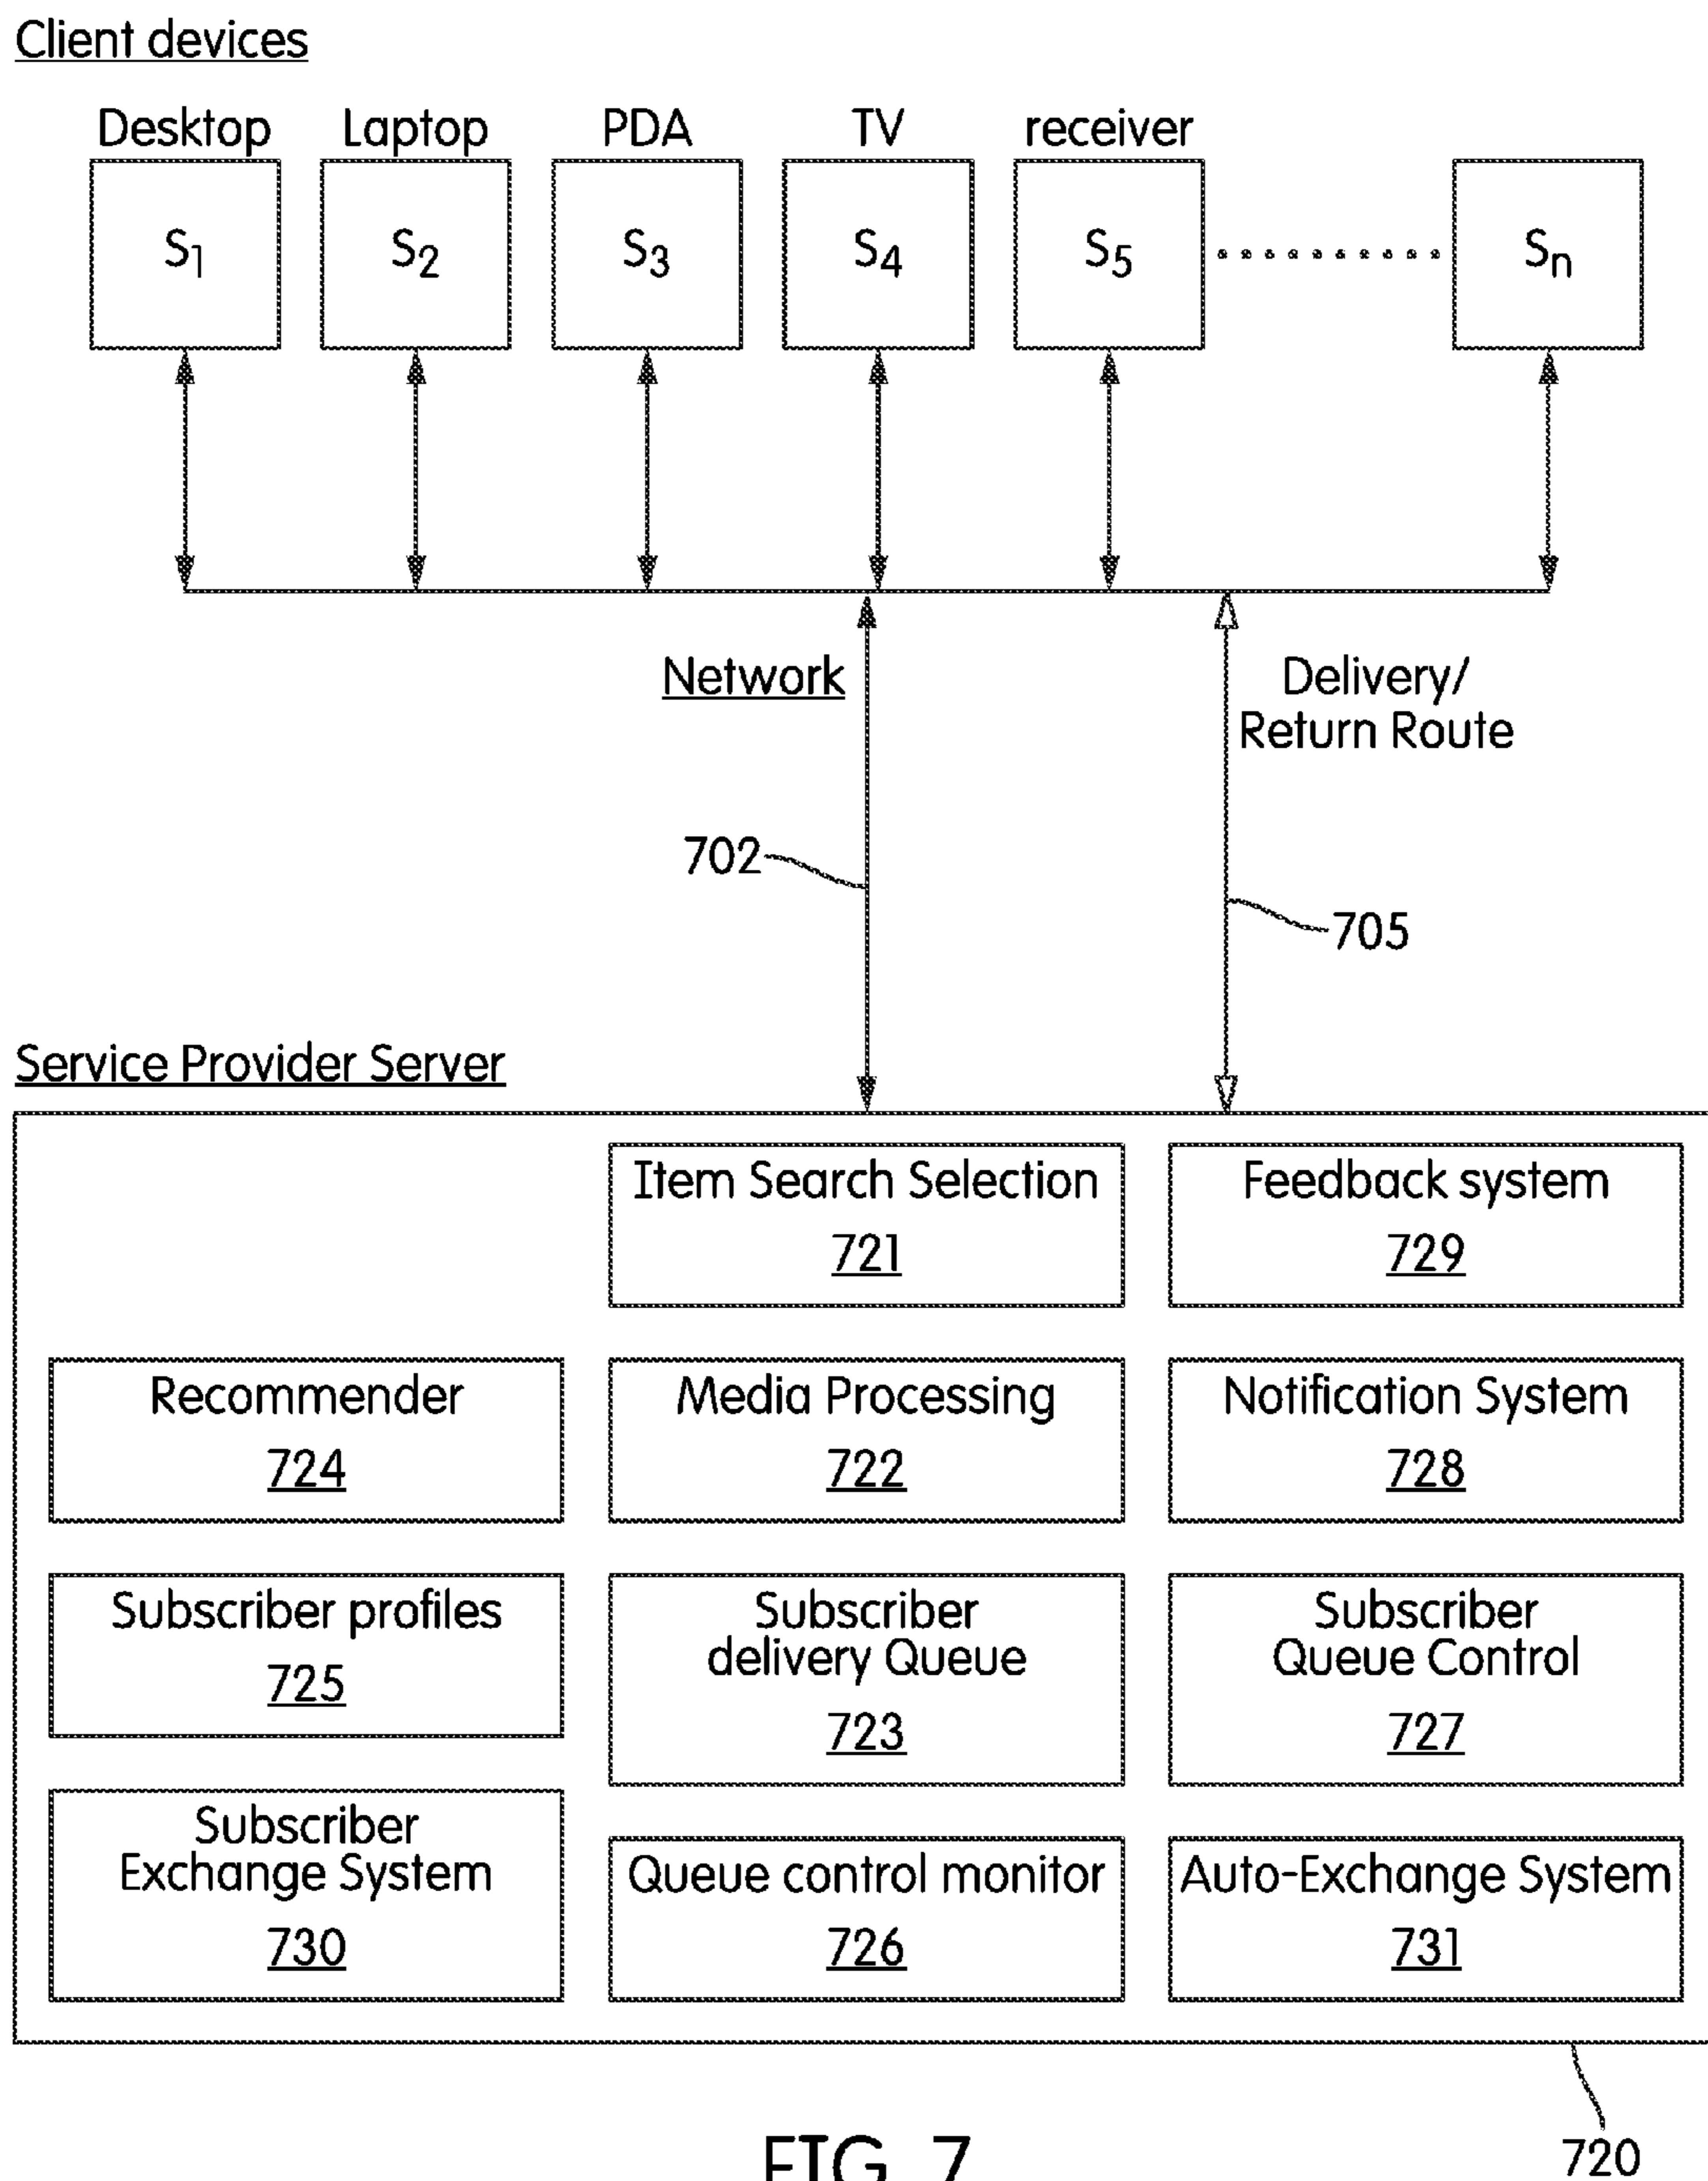 Client devices
Desktop
Laptop
PDA
TV
receiver
S1
S2
S3
S4
S5
Sn
Network
Delivery/
Return Route
702
705
Service Provider Server
Item Search Selection
721
Feedback system
729
Recommender
724
Media Processing
722
Notification System
728
Subscriber profiles
725
Subscriber
delivery Queue
723
Subscriber
Queue Control
727
Subscriber
Exchange System
730
Queue control monitor
726
Auto-Exchange System
731
720
FIG. 7